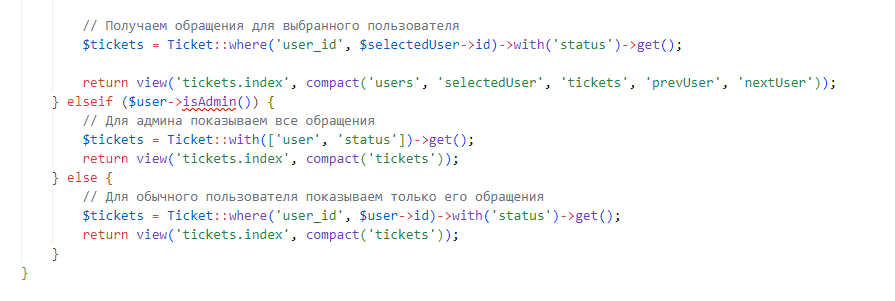 // Получаем обращения для выбранного пользователя
$tickets = Ticket::where('user_id', $selectedUser->id)->with('status')->get();
return view('tickets.index', compact('users', 'selectedUser', 'tickets', 'prevUser', 'nextUser'));
} elseif ($user->isAdmin()) {
// Для админа показываем все обращения
$tickets = Ticket::with(['user', 'status'])->get();
return view('tickets.index', compact('tickets'));
} else {
// Для обычного пользователя показываем только его обращения
$tickets = Ticket::where('user_id', $user->id)->with('status')->get();
return view('tickets.index', compact('tickets'));
}
}